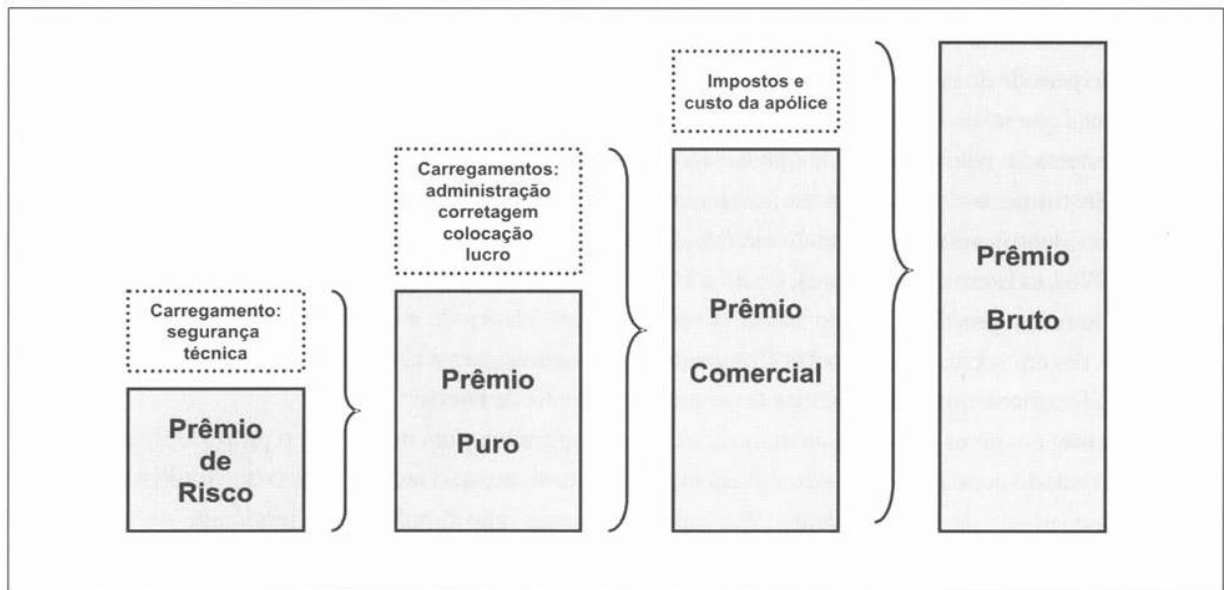 Carregamento:
segurança
técnica
Prêmio
de
Risco
Carregamentos:
administração
corretagem
colocação
lucro
Prêmio
Puro
Impostos e
custo da apólice
Prêmio
Comercial
Prêmio
Bruto